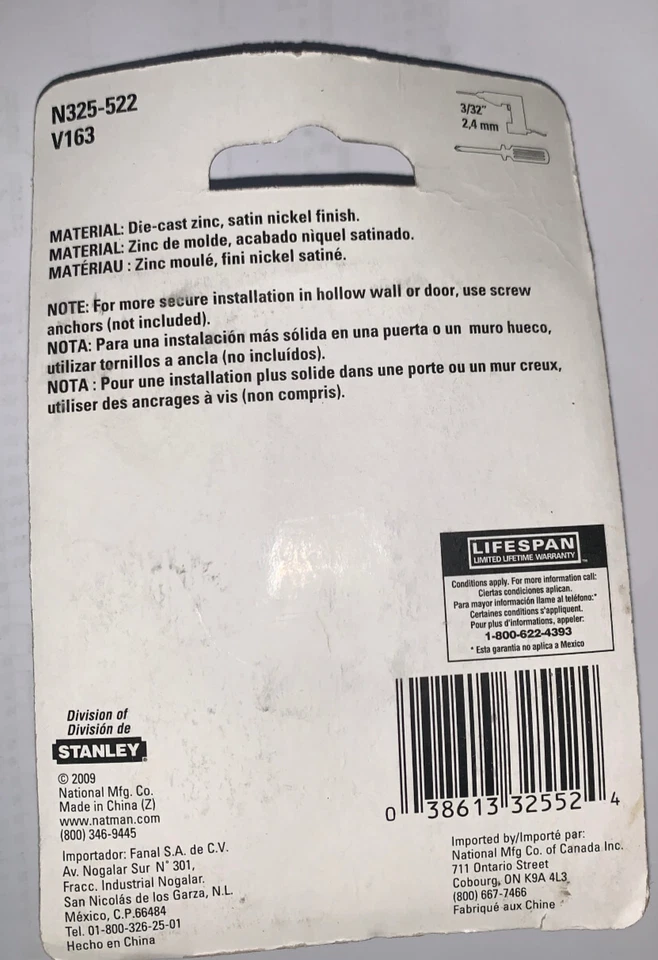 N325-522
V163
3/32"
2,4 mm
MATERIAL: Die-cast zinc, satin nickel finish.
MATERIAL: Zinc de molde, acabado nìquel satinado.
MATÉRIAU : Zinc moulé, fini nickel satiné.
NOTE: For more secure installation in hollow wall or door, use screw
anchors (not included).
NOTA: Para una instalación más sólida en una puerta o un muro hueco,
utilizar tornillos a ancla (no incluídos).
NOTA : Pour une installation plus solide dans une porte ou un mur creux,
utiliser des ancrages à vis (non compris).
LIFESPAN
LIMITED LIFETIME WARRANTY™
Conditions apply. For more information call:
Ciertas condiciones aplican.
Para mayor información llame al teléfono:*
Certaines conditions s'appliquent.
Pour plus d'informations, appeler:
1-800-622-4393
* Esta garantia no aplica a Mexico
Division of
División de
STANLEY
© 2009
National Mfg. Co.
Made in China (Z)
www.natman.com
(800) 346-9445
Importador: Fanal S.A. de C.V.
Av. Nogalar Sur N° 301,
Fracc. Industrial Nogalar.
San Nicolás de los Garza, N.L.
México, C.P.66484
Tel. 01-800-326-25-01
Hecho en China
0 38613 32552 4
Imported by/Importé par:
National Mfg Co. of Canada Inc.
711 Ontario Street
Cobourg, ON K9A 4L3
(800) 667-7466
Fabriqué aux Chine